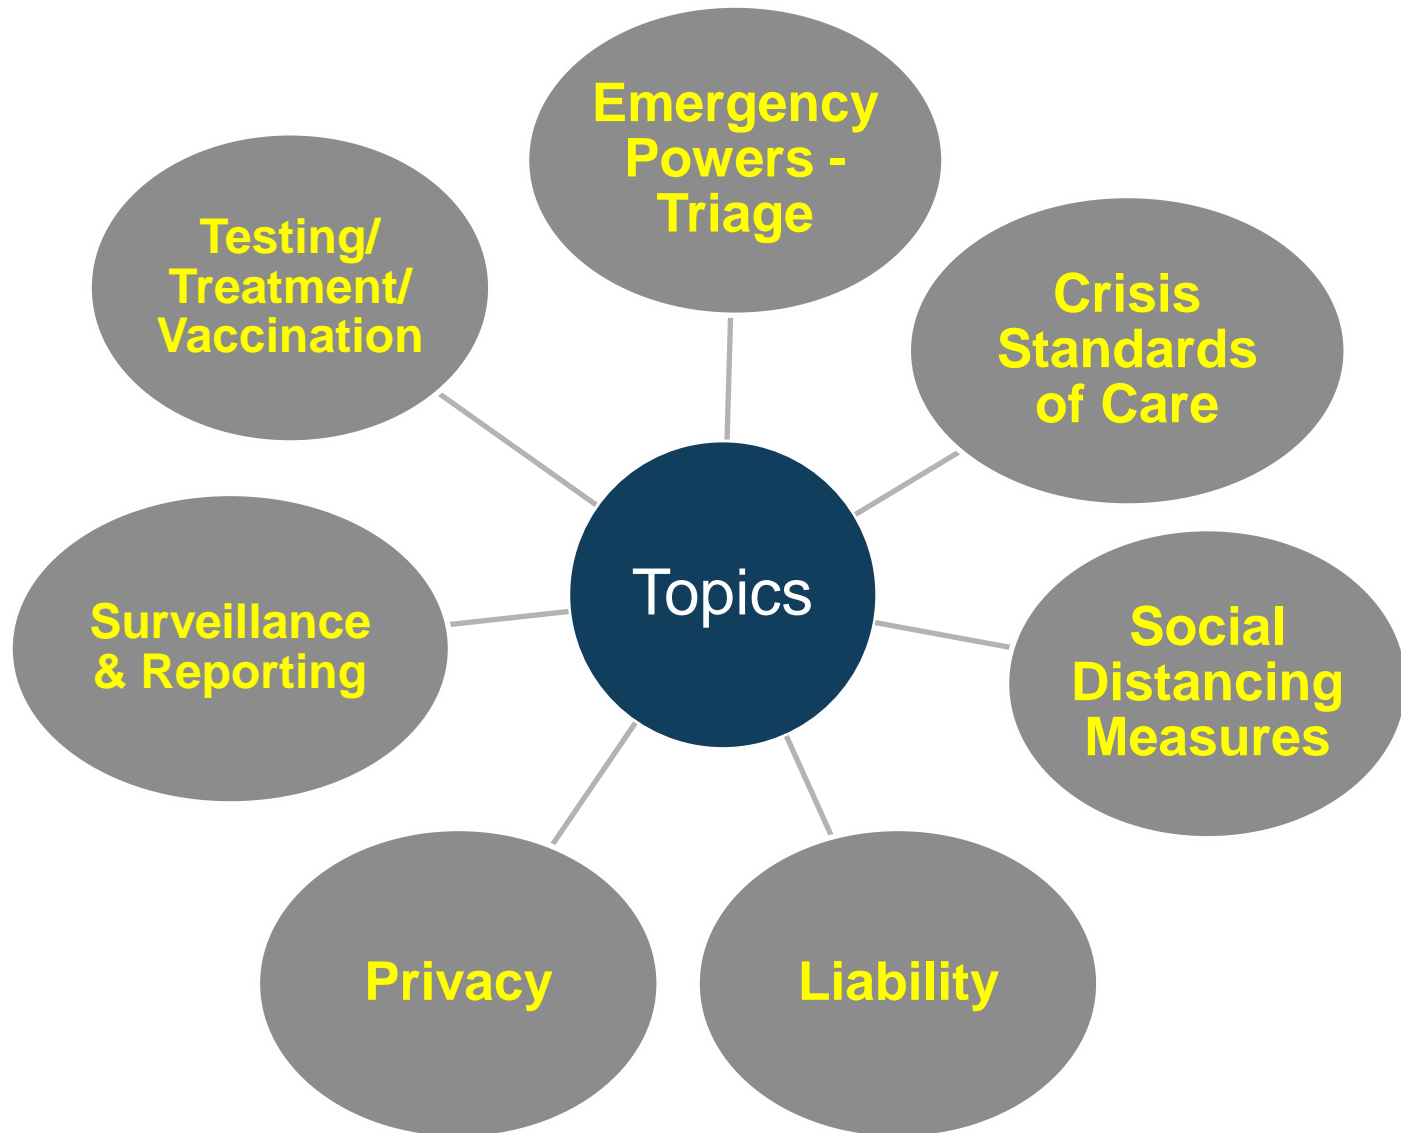 Emergency
Powers -
Triage
Crisis
Standards
of Care
Social
Distancing
Measures
Liability
Privacy
Surveillance
& Reporting
Testing/
Treatment/
Vaccination
Topics